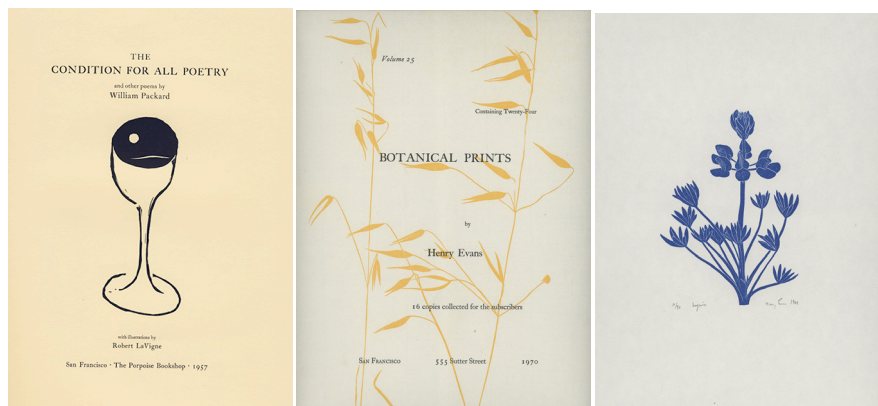 THE
CONDITION FOR ALL POETRY
and other poems by
William Packard
with illustrations by
Robert LaVigne
San Francisco · The Porpoise Bookshop · 1957
Volume 25
Containing Twenty-Four
BOTANICAL PRINTS
by
Henry Evans
16 copies collected for the subscribers
San Francisco 555 Sutter Street 1970